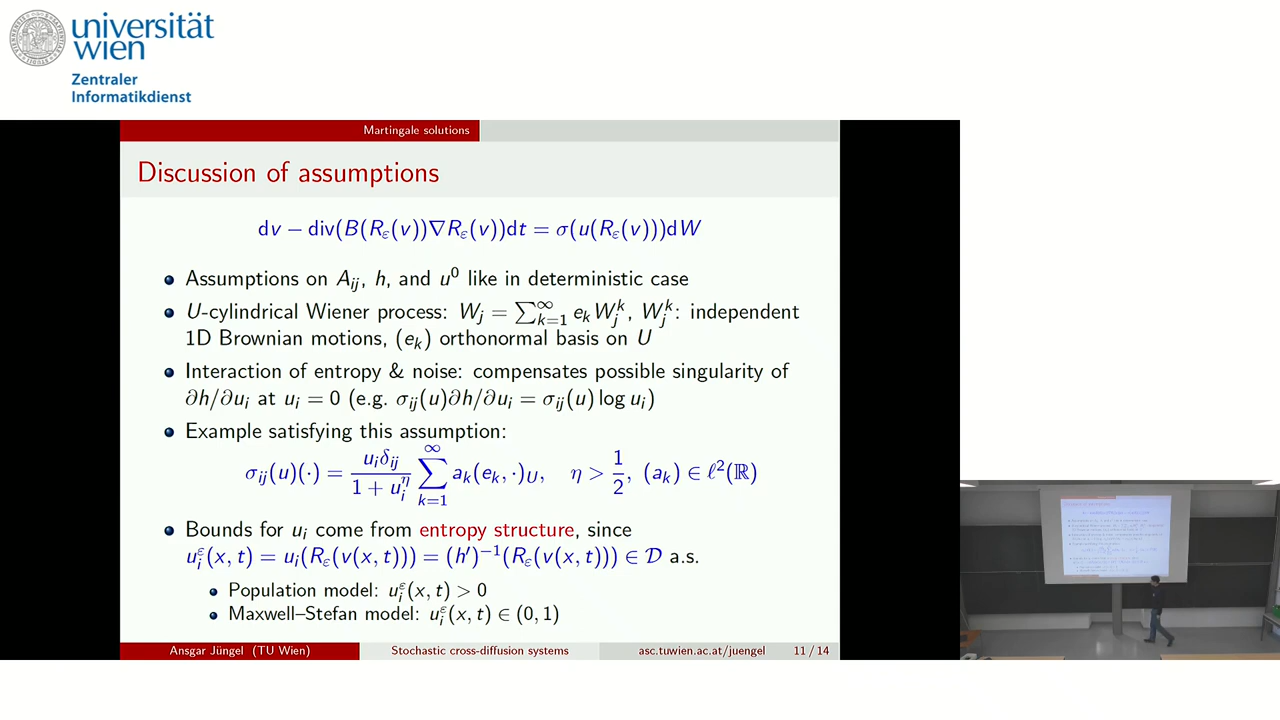 universität
wien
Zentraler
Informatikdienst
Martingale solutions
Discussion of assumptions
dv − div(B(R_ε(v))∇R_ε(v))dt = σ(u(R_ε(v)))dW
Assumptions on A_ij, h, and u⁰ like in deterministic case
U-cylindrical Wiener process: W_j = ∑_{k=1}^∞ e_k W_j^k, W_j^k: independent
1D Brownian motions, (e_k) orthonormal basis on U
Interaction of entropy & noise: compensates possible singularity of
∂h/∂u_i at u_i = 0 (e.g. σ_ij(u)∂h/∂u_i = σ_ij(u) log u_i)
Example satisfying this assumption:
σ_ij(u)(·) = u_i δ_ij / (1 + u_i^η) ∑_{k=1}^∞ a_k(e_k, ·)_U, η > 1/2, (a_k) ∈ ℓ²(ℝ)
Bounds for u_i come from entropy structure, since
u_i^ε(x, t) = u_i(R_ε(v(x, t))) = (h′)⁻¹(R_ε(v(x, t))) ∈ 𝒟 a.s.
Population model: u_i^ε(x, t) > 0
Maxwell–Stefan model: u_i^ε(x, t) ∈ (0, 1)
Ansgar Jüngel (TU Wien) Stochastic cross-diffusion systems asc.tuwien.ac.at/juengel 11 / 14